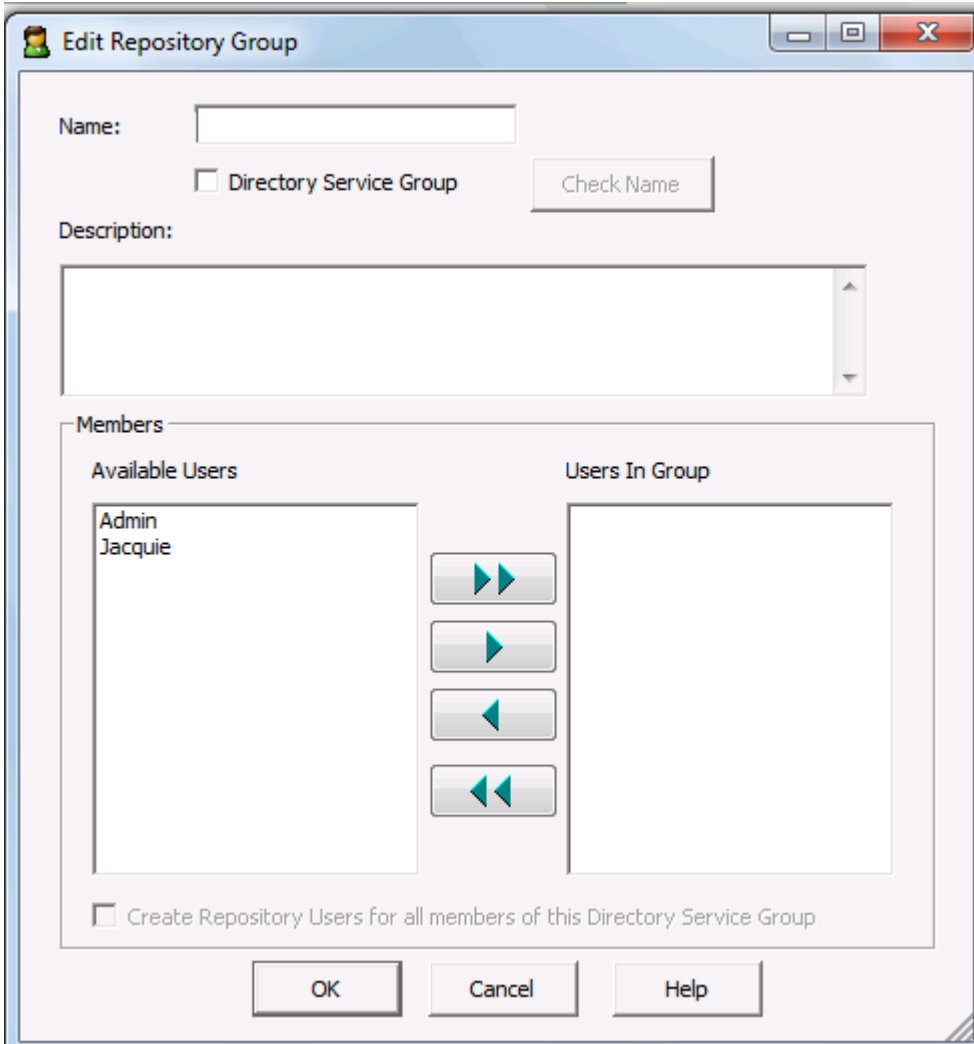 Edit Repository Group
Name:
Directory Service Group
Check Name
Description:
Members
Available Users
Users In Group
Admin
Jacquie
Create Repository Users for all members of this Directory Service Group
OK
Cancel
Help